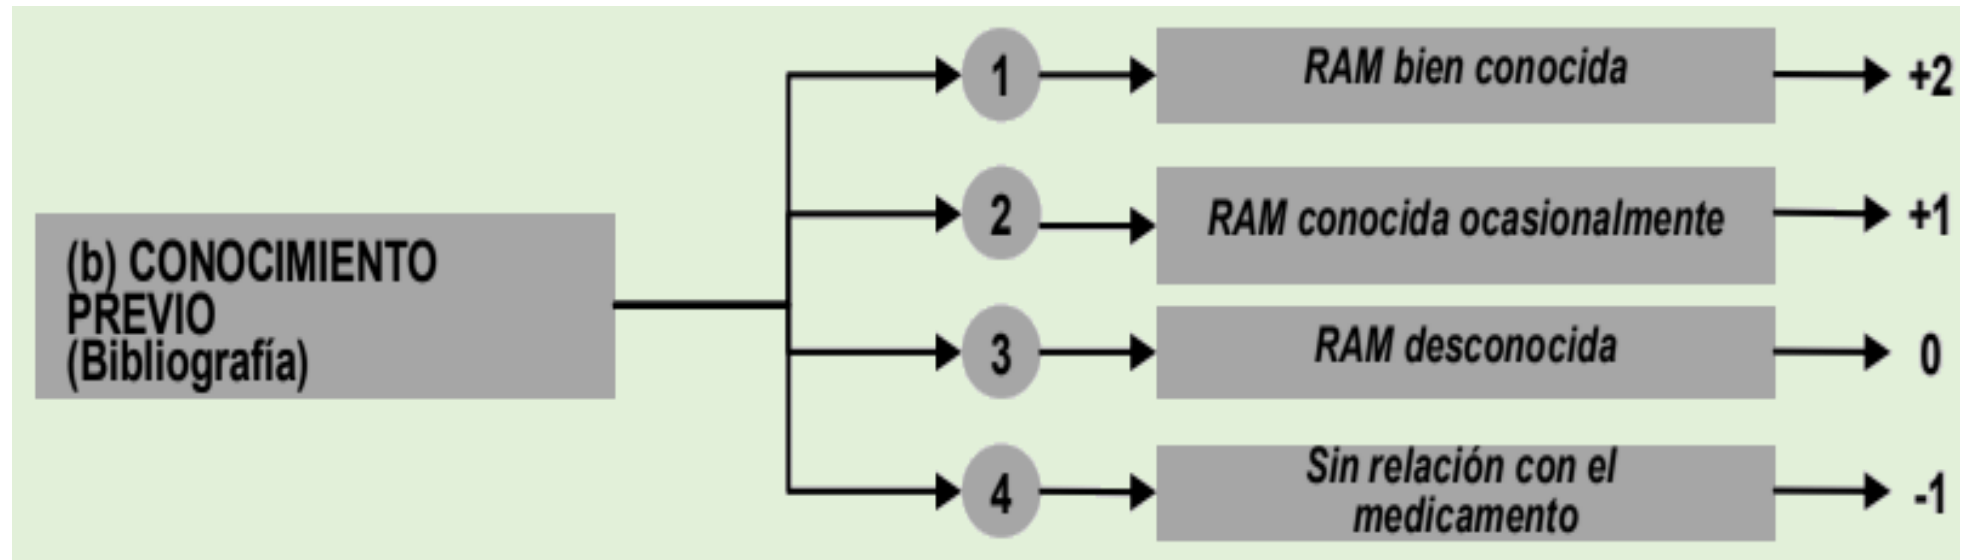 (b) CONOCIMIENTO
PREVIO
(Bibliografía)
1
RAM bien conocida
+2
2
RAM conocida ocasionalmente
+1
3
RAM desconocida
0
4
Sin relación con el
medicamento
-1